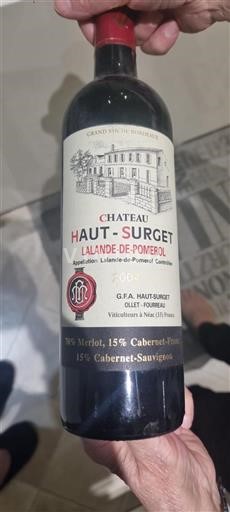 GRAND VIN DE BORDEAUX
CHATEAU
HAUT-SURGET
LALANDE-DE-POMEROL
Appellation Lalande-de-Pomerol Contrôlée
G.F.A. HAUT-SURGET
OLLET-FOURREAU
Viticulteurs à Néac (33) France
70% Merlot, 15% Cabernet-Franc
15% Cabernet-Sauvignon